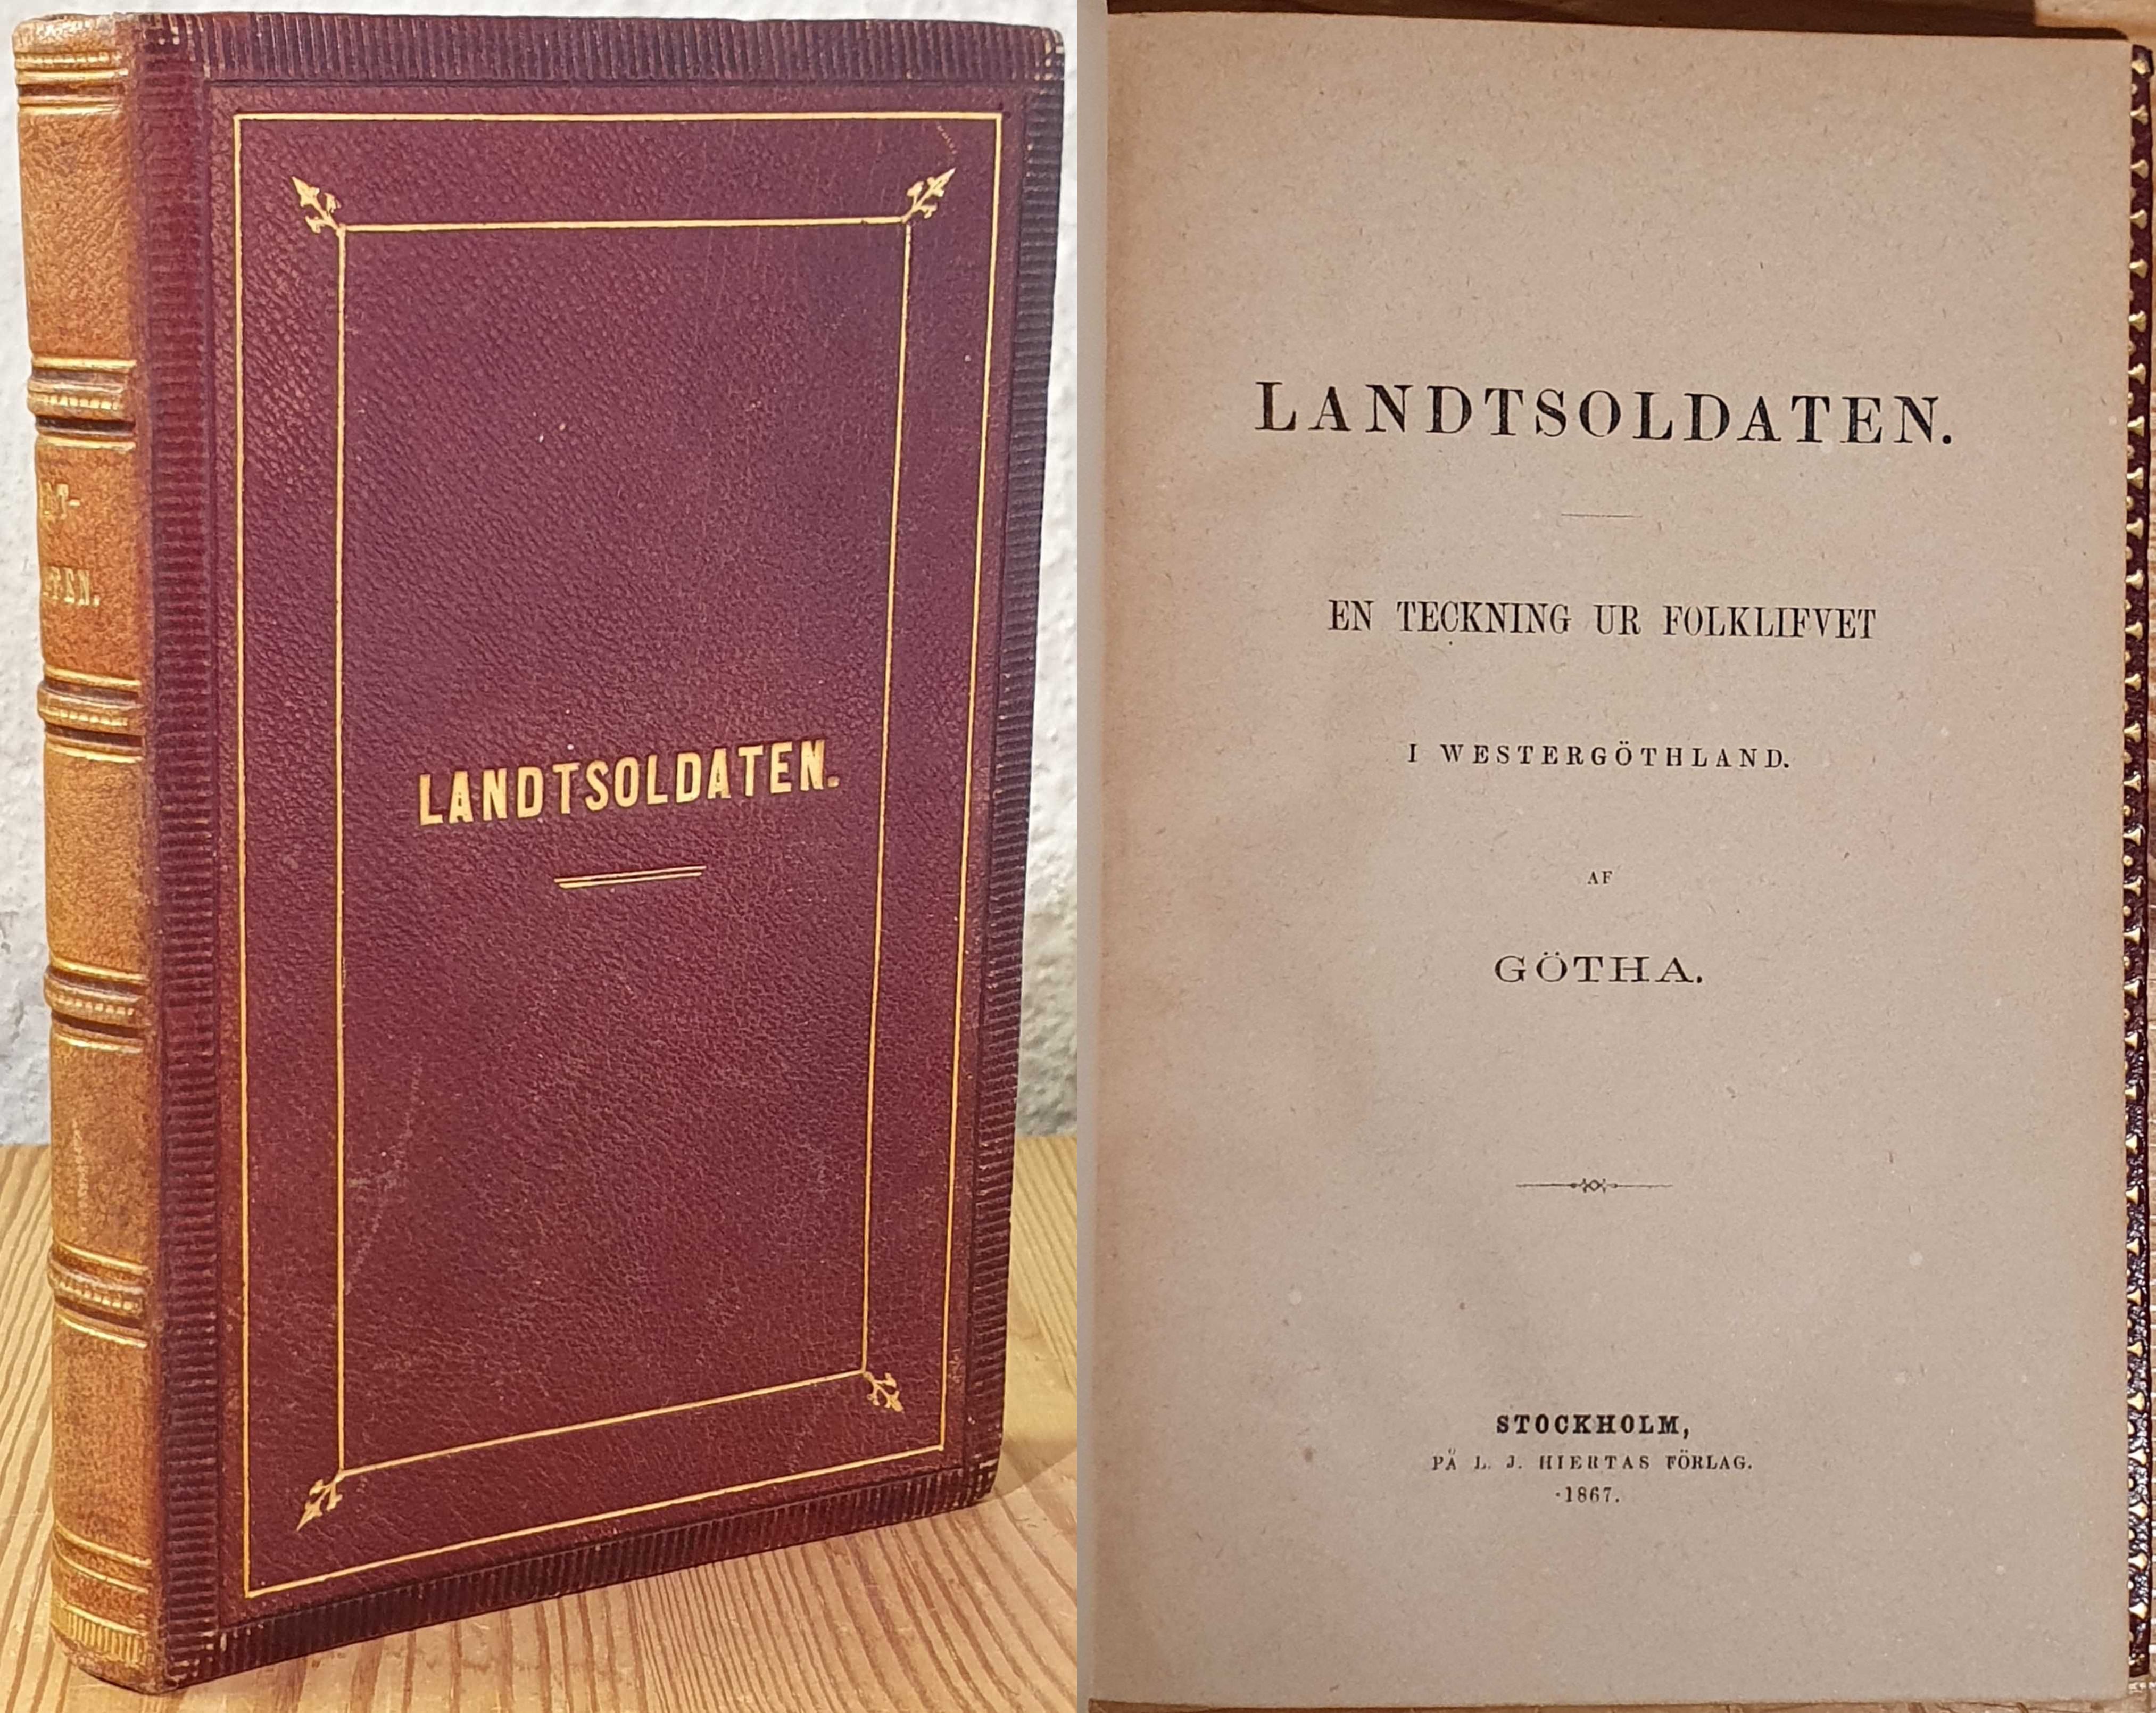 LANDTSOLDATEN.
LANDTSOLDATEN.
EN TECKNING UR FOLKLIFVET
I WESTERGÖTHLAND.
AF
GÖTHA.
STOCKHOLM,
PÅ L. J. HIERTAS FÖRLAG.
1867.